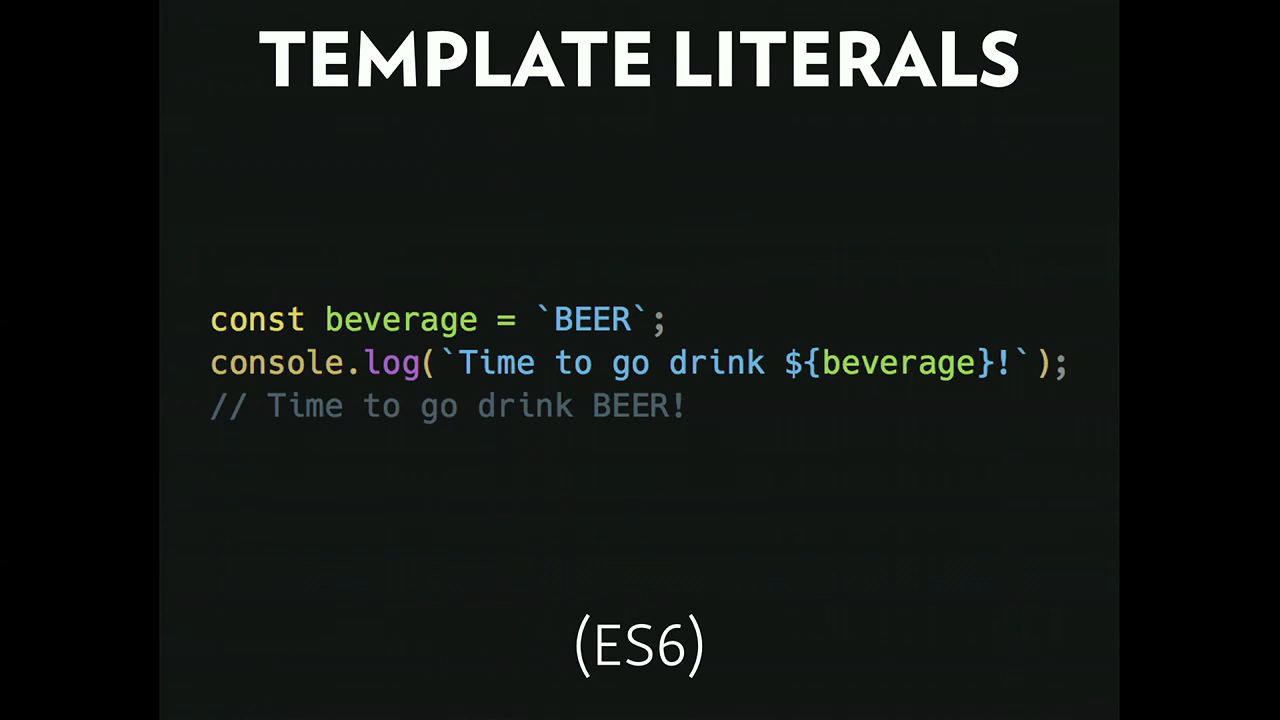 TEMPLATE LITERALS
const beverage = `BEER`;
console.log(`Time to go drink ${beverage}!`);
// Time to go drink BEER!
(ES6)